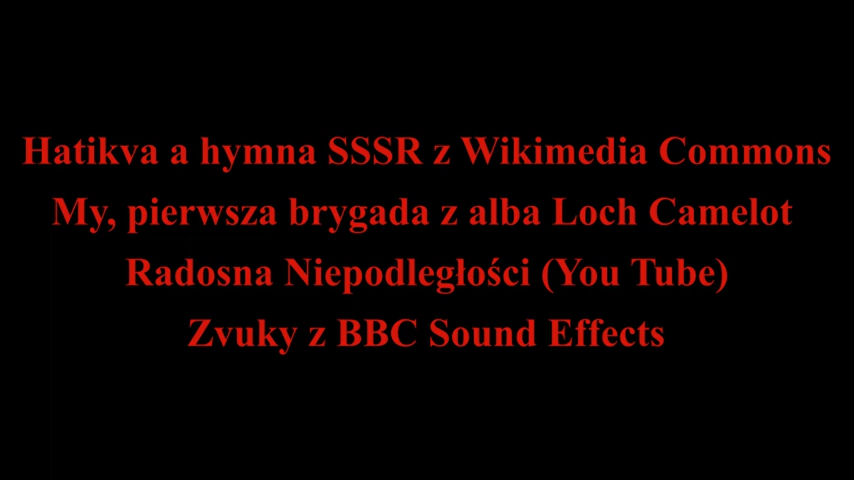 Hatikva a hymna SSSR z Wikimedia Commons
My, pierwsza brygada z alba Loch Camelot
Radosna Niepodległości (You Tube)
Zvuky z BBC Sound Effects